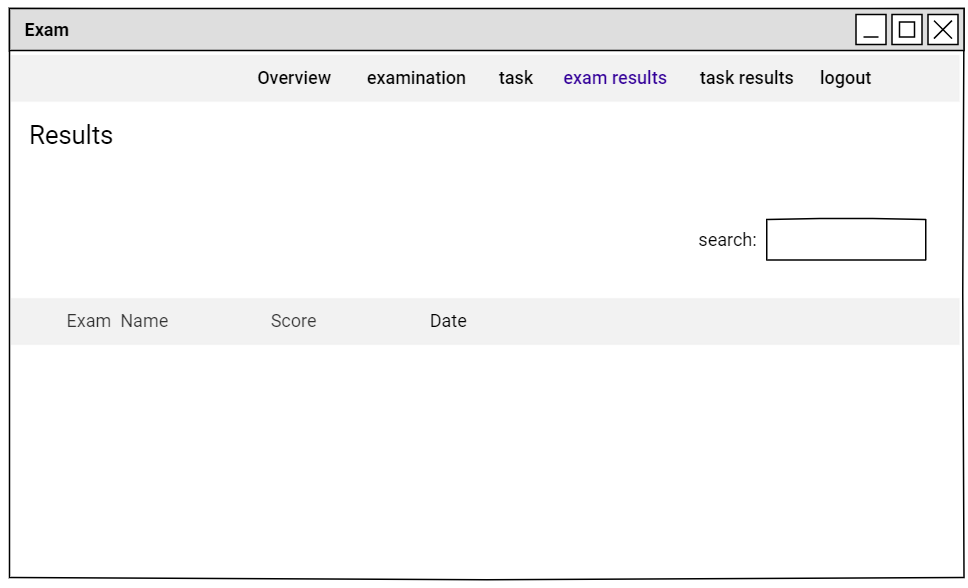 Exam
Overview examination task exam results task results logout
Results
search:
Exam Name Score Date